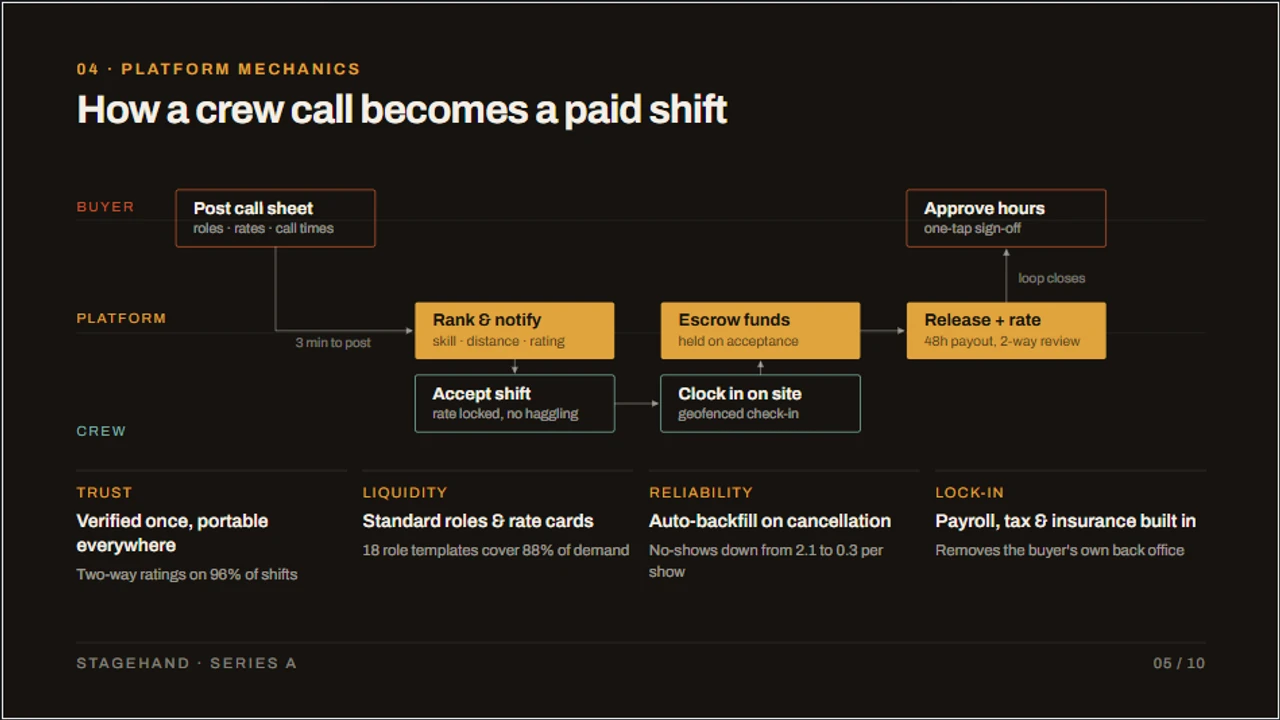 04 · PLATFORM MECHANICS
How a crew call becomes a paid shift
BUYER
Post call sheet
roles · rates · call times
Approve hours
one-tap sign-off
loop closes
PLATFORM
3 min to post
Rank & notify
skill · distance · rating
Escrow funds
held on acceptance
Release + rate
48h payout, 2-way review
CREW
Accept shift
rate locked, no haggling
Clock in on site
geofenced check-in
TRUST
Verified once, portable
everywhere
Two-way ratings on 96% of shifts
LIQUIDITY
Standard roles & rate cards
18 role templates cover 88% of demand
RELIABILITY
Auto-backfill on cancellation
No-shows down from 2.1 to 0.3 per
show
LOCK-IN
Payroll, tax & insurance built in
Removes the buyer's own back office
STAGEHAND · SERIES A
05 / 10